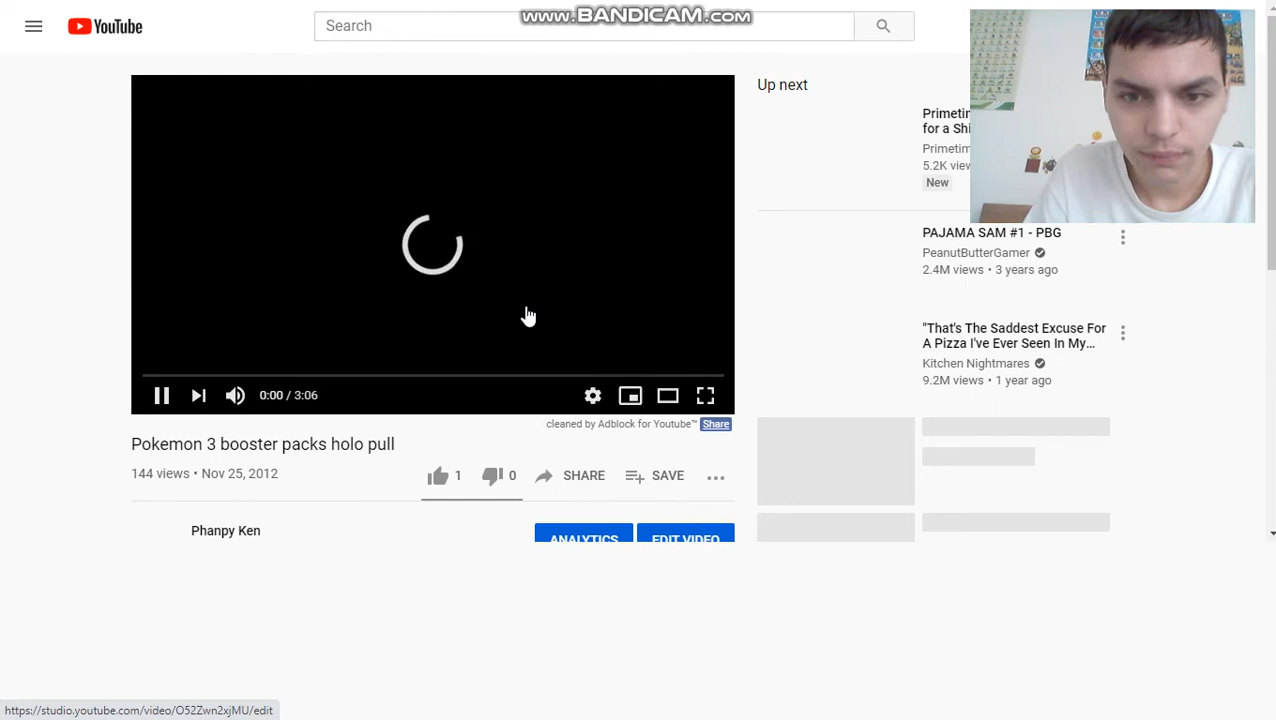 www.BANDICAM.com
YouTube
Search
Up next
for a Shi
5.2K view
New
PAJAMA SAM #1 - PBG
PeanutButterGamer
2.4M views • 3 years ago
"That's The Saddest Excuse For
A Pizza I've Ever Seen In My...
Kitchen Nightmares
9.2M views • 1 year ago
0:00 / 3:06
cleaned by Adblock for Youtube™ Share
Pokemon 3 booster packs holo pull
144 views • Nov 25, 2012
1 0 SHARE SAVE
Phanpy Ken
ANALYTICS EDIT VIDEO
https://studio.youtube.com/video/O52Zwn2xjMU/edit